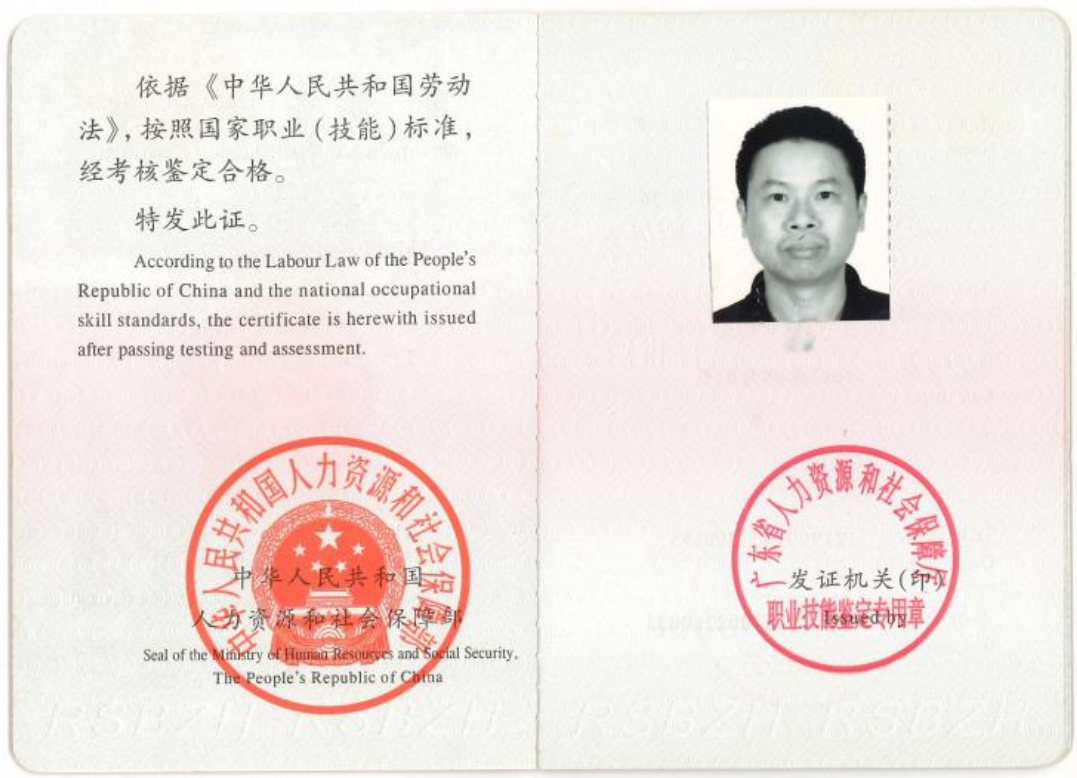 依据《中华人民共和国劳动
法》，按照国家职业（技能）标准，
经考核鉴定合格。
特发此证。
According to the Labour Law of the People's
Republic of China and the national occupational
skill standards, the certificate is herewith issued
after passing testing and assessment.
中华人民共和国人力资源和社会保障部
中华人民共和国
人力资源和社会保障部
Seal of the Ministry of Human Resources and Social Security,
The People's Republic of China
广东省人力资源和社会保障厅
发证机关(印)
职业技能鉴定专用章
Issued by
RSBZH RSBZH RSBZH RSBZH